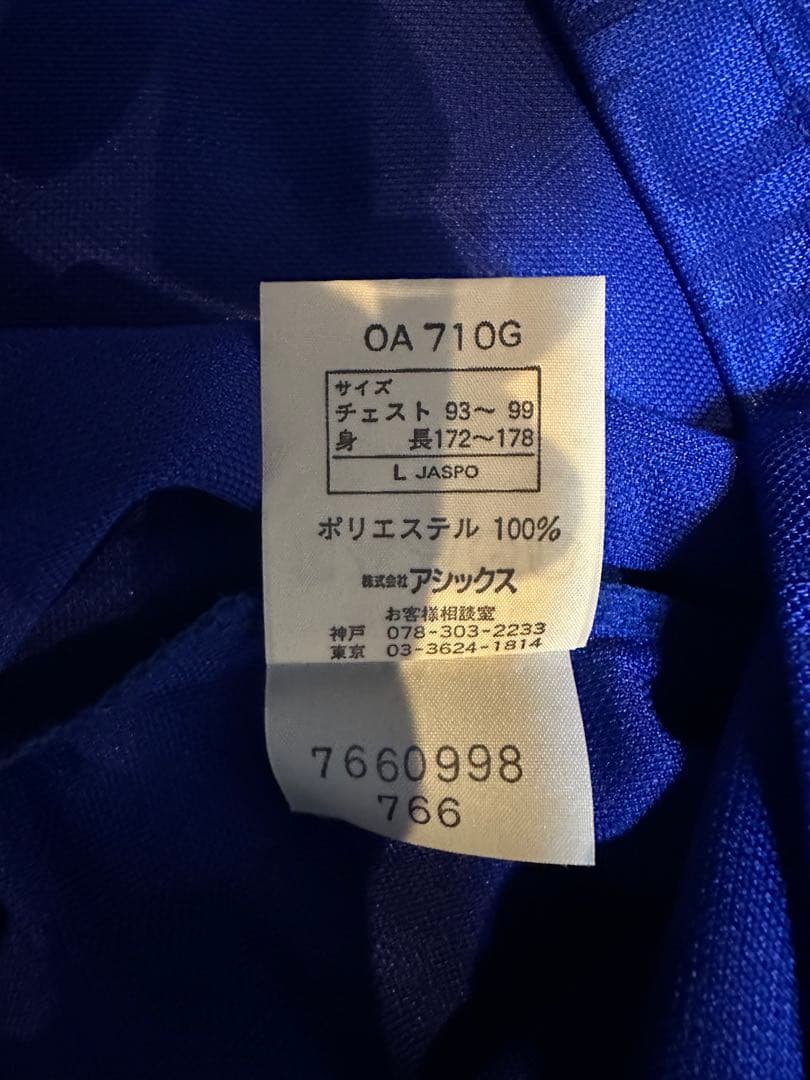 OA 710G
サイズ
チェスト 93～ 99
身 長172～178
L JASPO
ポリエステル 100%
株式会社アシックス
お客様相談室
神戸 078-303-2233
東京 03-3624-1814
7660998
766